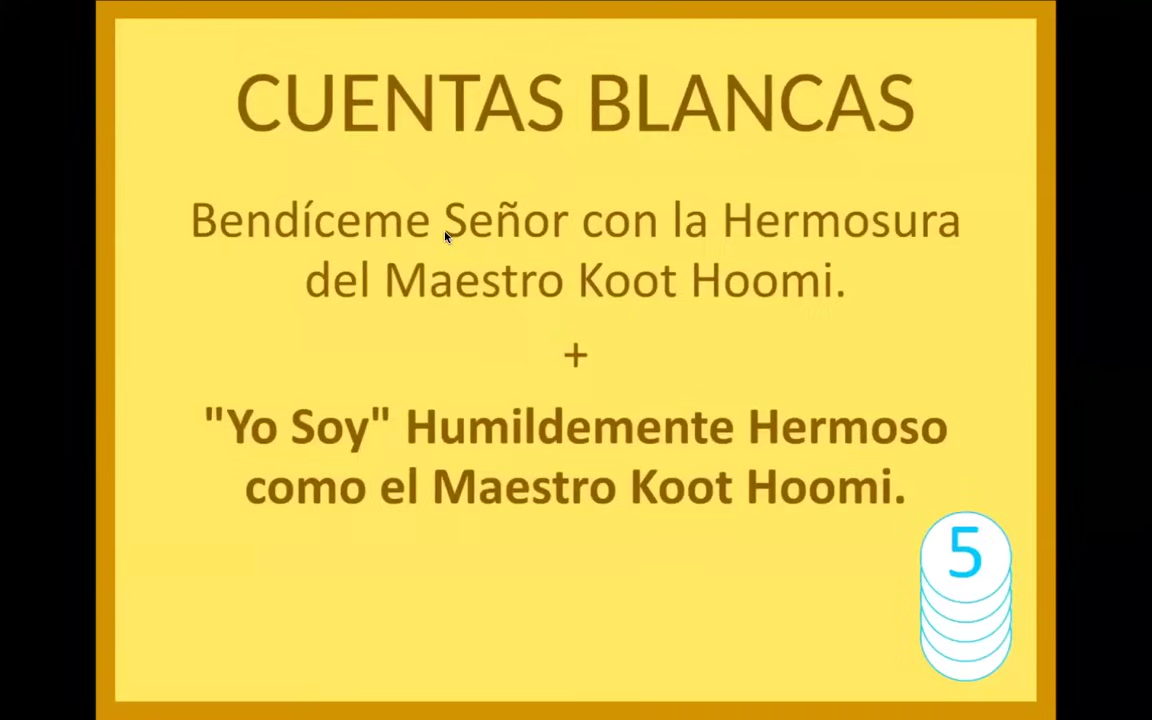 CUENTAS BLANCAS
Bendíceme Señor con la Hermosura
del Maestro Koot Hoomi.
+
"Yo Soy" Humildemente Hermoso
como el Maestro Koot Hoomi.
5